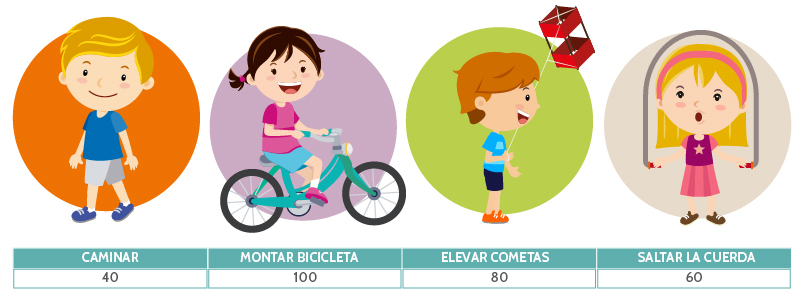 CAMINAR MONTAR BICICLETA ELEVAR COMETAS SALTAR LA CUERDA
40 100 80 60